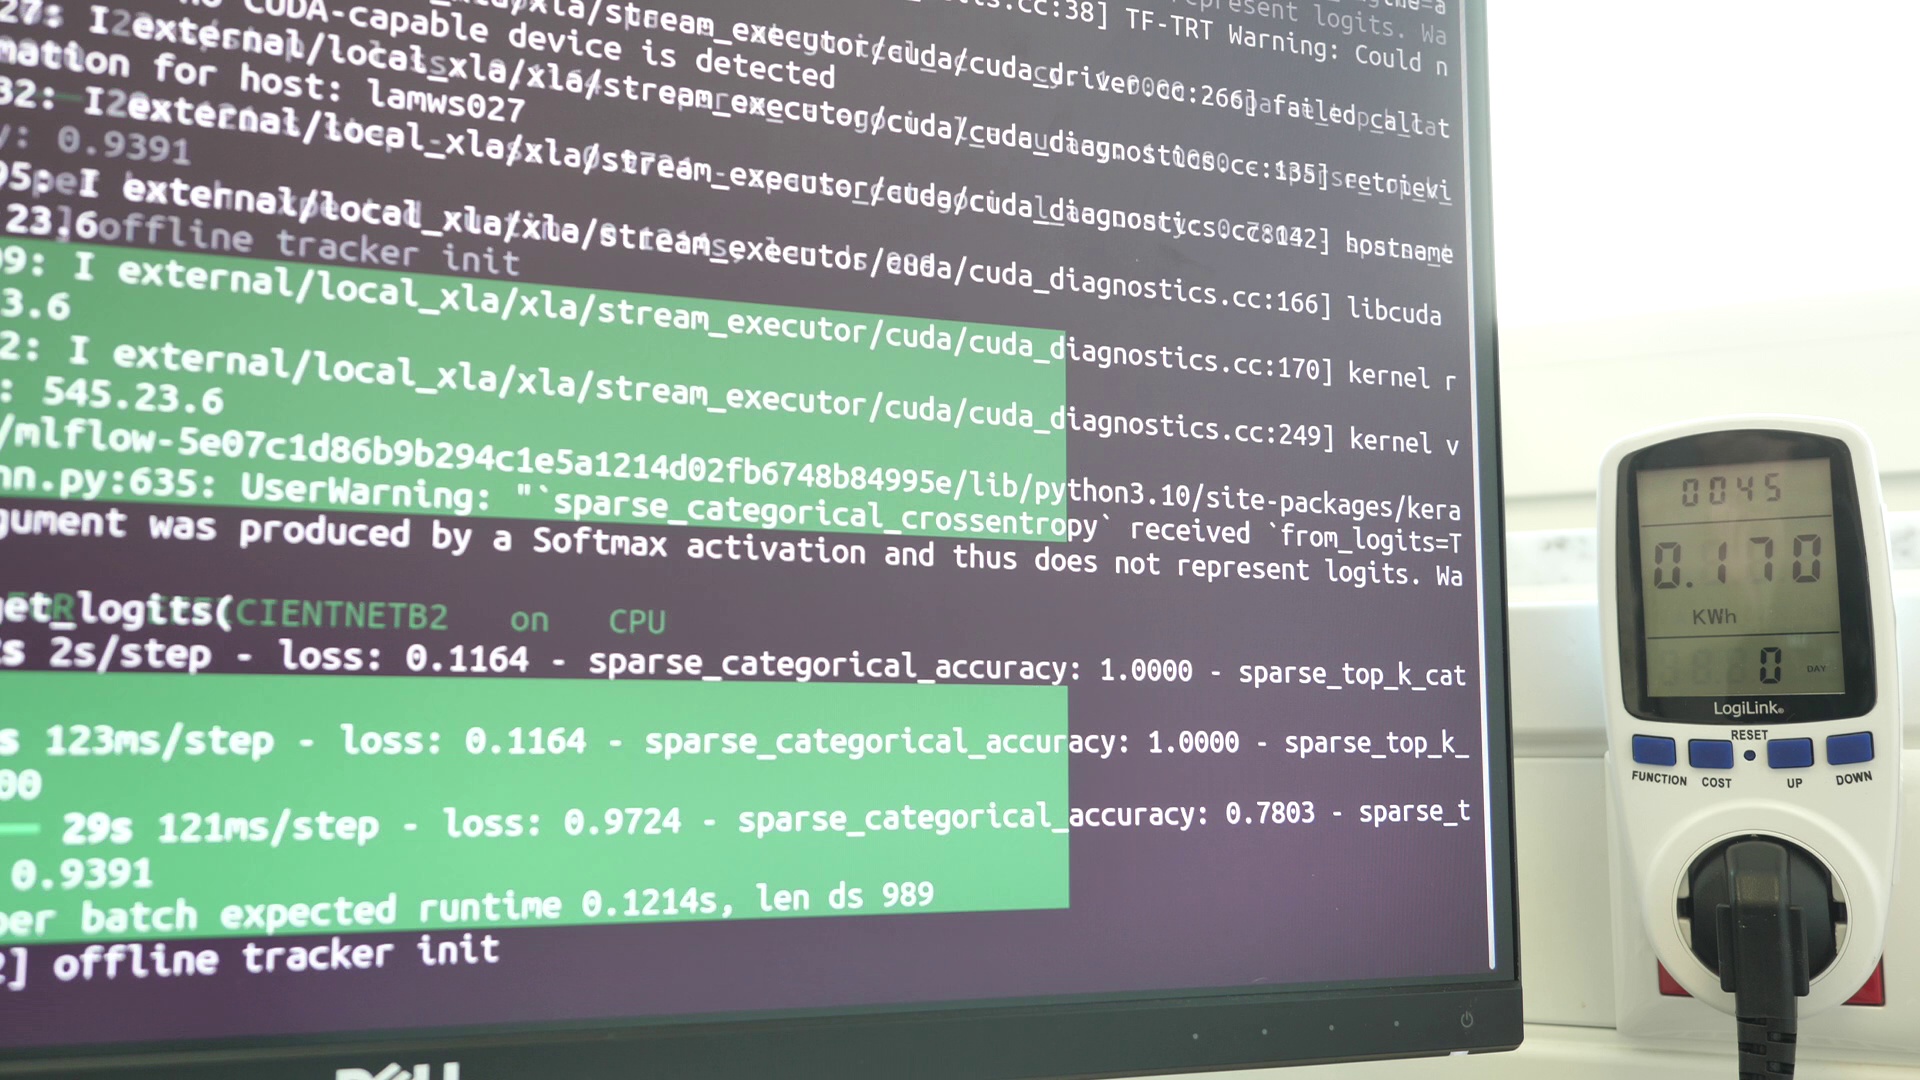 CUDA-capable device is detected
TF-TRT Warning: Could n
27: I external/local_xla/xla/stream_executor/cuda/cuda_driver.cc:266] failed call t
mation for host: lamws027
32: I external/local_xla/xla/stream_executor/cuda/cuda_diagnostics.cc:135] retrievi
y: 0.9391
95: I external/local_xla/xla/stream_executor/cuda/cuda_diagnostics.cc:142] hostname
23.6 offline tracker init
external/local_xla/xla/stream_executor/cuda/cuda_diagnostics.cc:166] libcuda
09: I external/local_xla/xla/stream_executor/cuda/cuda_diagnostics.cc:170] kernel r
3.6
2: I external/local_xla/xla/stream_executor/cuda/cuda_diagnostics.cc:249] kernel v
: 545.23.6
/mlflow-5e07c1d86b9b294c1e5a1214d02fb6748b84995e/lib/python3.10/site-packages/kera
nn.py:635: UserWarning: "`sparse_categorical_crossentropy` received `from_logits=T
gument was produced by a Softmax activation and thus does not represent logits. Wa
get_logits(
CIENTNETB2 on CPU
s 2s/step - loss: 0.1164 - sparse_categorical_accuracy: 1.0000 - sparse_top_k_cat
s 123ms/step - loss: 0.1164 - sparse_categorical_accuracy: 1.0000 - sparse_top_k_
00
29s 121ms/step - loss: 0.9724 - sparse_categorical_accuracy: 0.7803 - sparse_t
0.9391
per batch expected runtime 0.1214s, len ds 989
2] offline tracker init
DELL
0045
0.170
KWh
0 DAY
LogiLink
RESET
FUNCTION COST UP DOWN